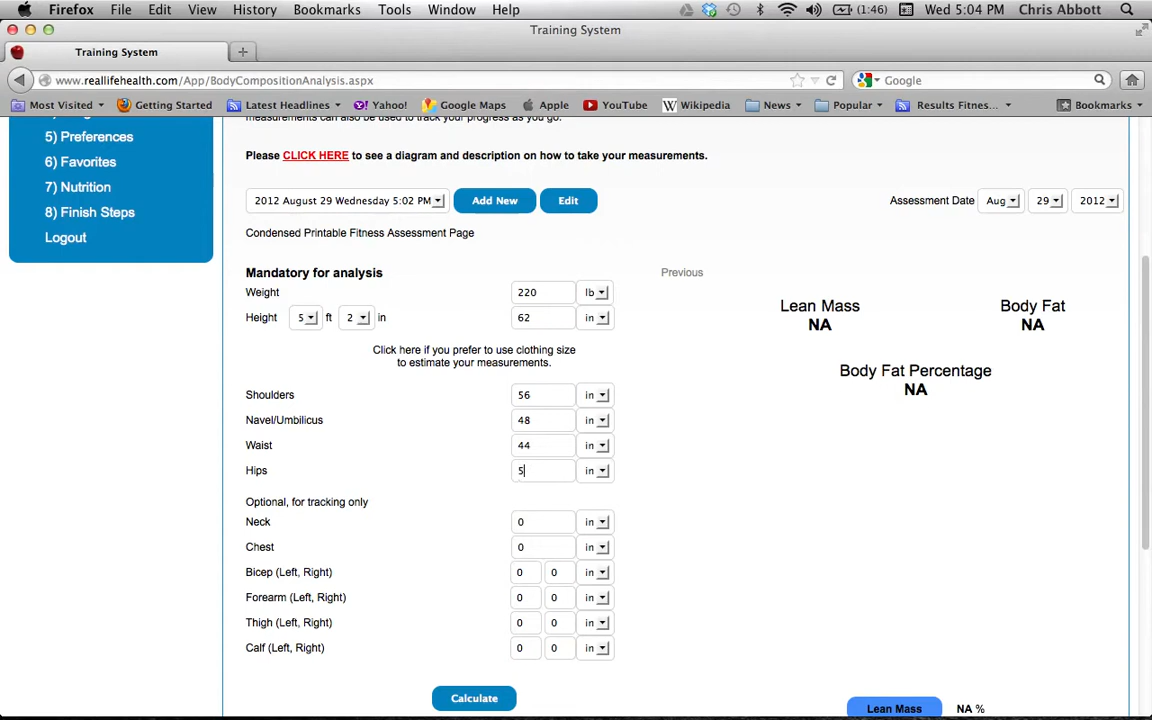 Firefox File Edit View History Bookmarks Tools Window Help (1:46) Wed 5:04 PM Chris Abbott
Training System
Training System
www.reallifehealth.com/App/BodyCompositionAnalysis.aspx Google
Most Visited Getting Started Latest Headlines Yahoo! Google Maps Apple YouTube Wikipedia News Popular Results Fitnes... Bookmarks
measurements can also be used to track your progress as you go.
5) Preferences
Please CLICK HERE to see a diagram and description on how to take your measurements.
6) Favorites
7) Nutrition
2012 August 29 Wednesday 5:02 PM Add New Edit Assessment Date Aug 29 2012
8) Finish Steps
Logout
Condensed Printable Fitness Assessment Page
Mandatory for analysis Previous
Weight 220 lb
Lean Mass Body Fat
Height 5 ft 2 in 62 in
NA NA
Click here if you prefer to use clothing size
to estimate your measurements.
Body Fat Percentage
NA
Shoulders 56 in
Navel/Umbilicus 48 in
Waist 44 in
Hips 5 in
Optional, for tracking only
Neck 0 in
Chest 0 in
Bicep (Left, Right) 0 0 in
Forearm (Left, Right) 0 0 in
Thigh (Left, Right) 0 0 in
Calf (Left, Right) 0 0 in
Calculate
Lean Mass NA %